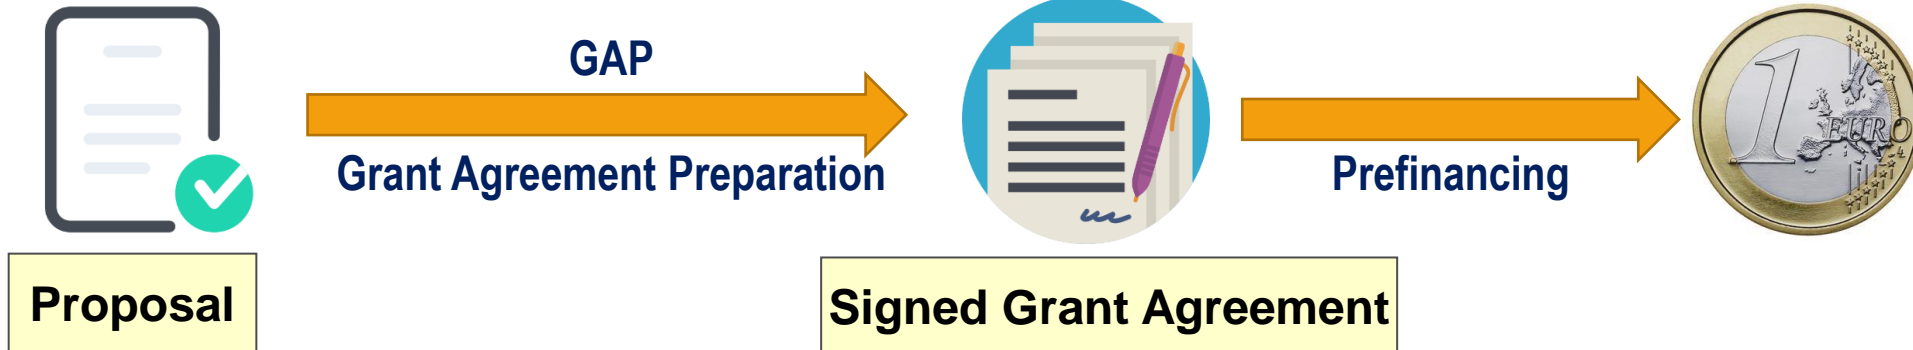 GAP
Grant Agreement Preparation
Prefinancing
1
EURO
Proposal
Signed Grant Agreement